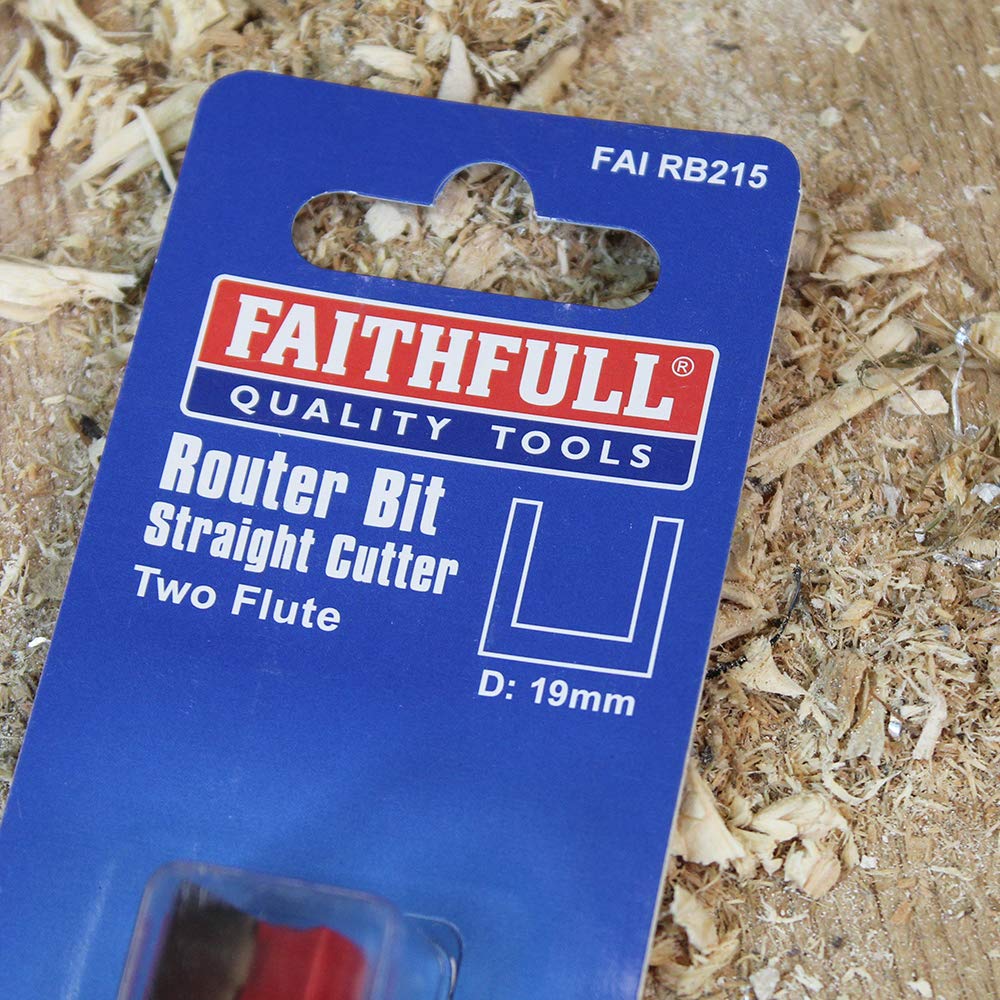 FAI RB215
FAITHFULL®
QUALITY TOOLS
Router Bit
Straight Cutter
Two Flute
D: 19mm